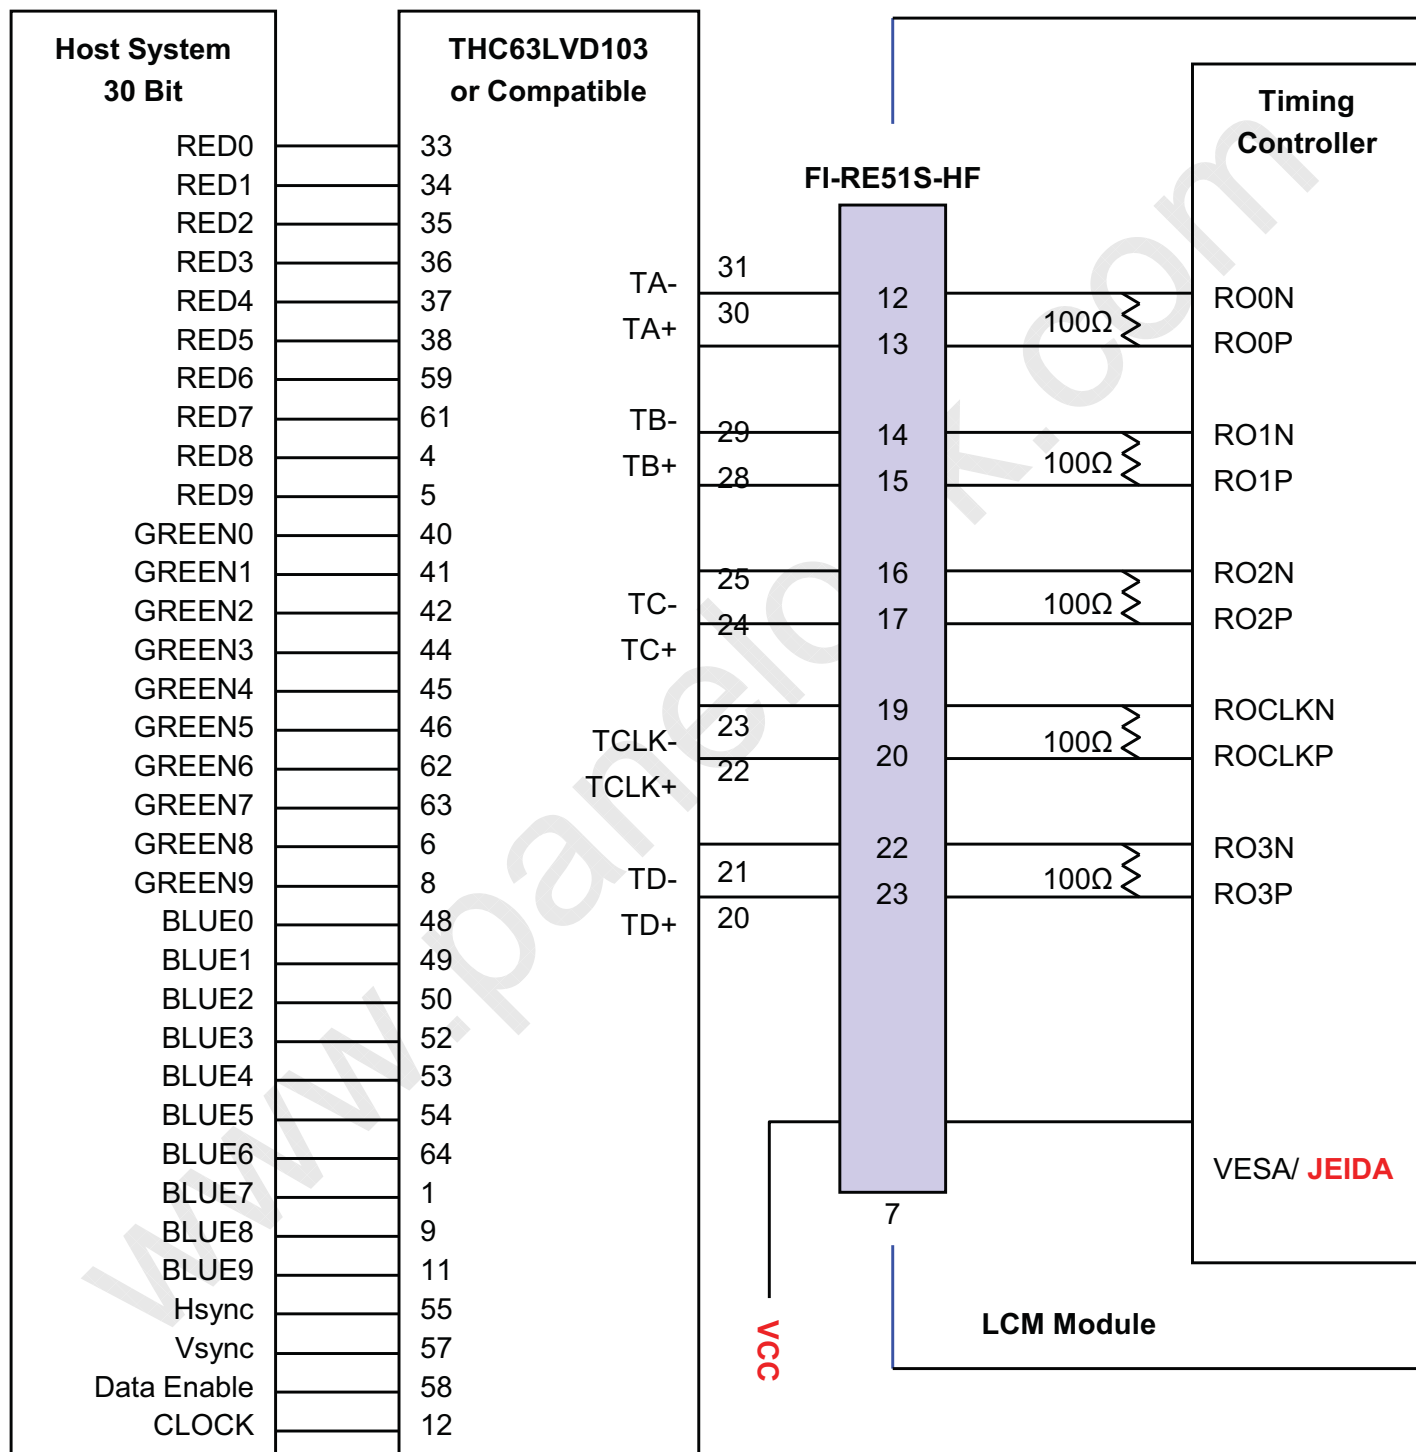 Host System
30 Bit
RED0 33
RED1 34
RED2 35
RED3 36
RED4 37
RED5 38
RED6 59
RED7 61
RED8 4
RED9 5
GREEN0 40
GREEN1 41
GREEN2 42
GREEN3 44
GREEN4 45
GREEN5 46
GREEN6 62
GREEN7 63
GREEN8 6
GREEN9 8
BLUE0 48
BLUE1 49
BLUE2 50
BLUE3 52
BLUE4 53
BLUE5 54
BLUE6 64
BLUE7 1
BLUE8 9
BLUE9 11
Hsync 55
Vsync 57
Data Enable 58
CLOCK 12
THC63LVD103
or Compatible
TA- 31
TA+ 30
TB- 29
TB+ 28
TC- 25
TC+ 24
TCLK- 23
TCLK+ 22
TD- 21
TD+ 20
FI-RE51S-HF
12
13
14
15
16
17
19
20
22
23
7
VCC
100Ω
100Ω
100Ω
100Ω
100Ω
Timing
Controller
RO0N
RO0P
RO1N
RO1P
RO2N
RO2P
ROCLKN
ROCLKP
RO3N
RO3P
VESA/ JEIDA
LCM Module